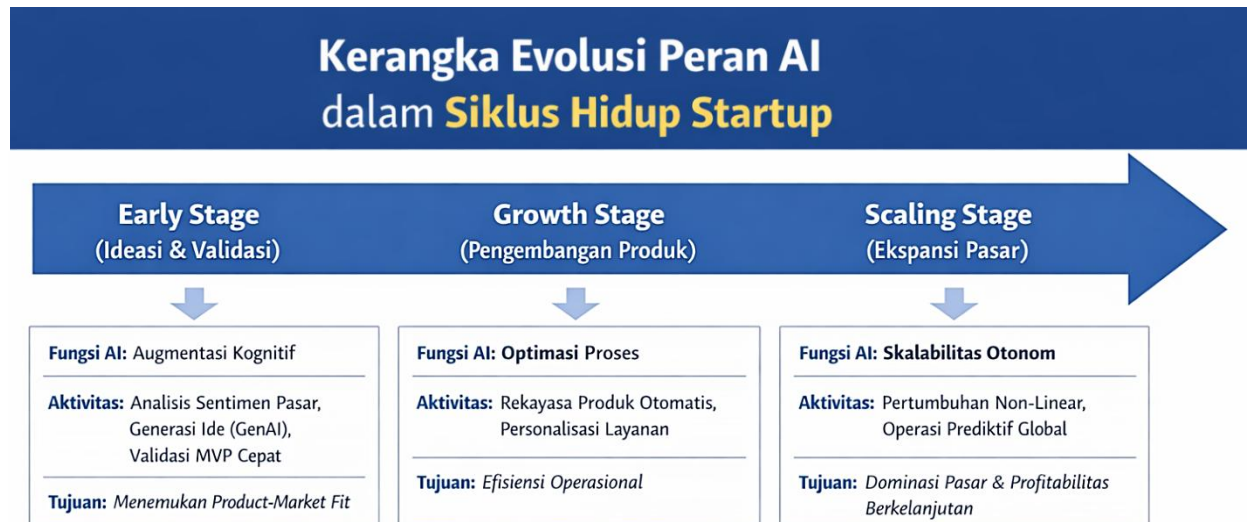 Kerangka Evolusi Peran AI
dalam Siklus Hidup Startup
Early Stage
(Ideasi & Validasi)
Growth Stage
(Pengembangan Produk)
Scaling Stage
(Ekspansi Pasar)
Fungsi AI: Augmentasi Kognitif
Aktivitas: Analisis Sentimen Pasar,
Generasi Ide (GenAI),
Validasi MVP Cepat
Tujuan: Menemukan Product-Market Fit
Fungsi AI: Optimasi Proses
Aktivitas: Rekayasa Produk Otomatis,
Personalisasi Layanan
Tujuan: Efisiensi Operasional
Fungsi AI: Skalabilitas Otonom
Aktivitas: Pertumbuhan Non-Linear,
Operasi Prediktif Global
Tujuan: Dominasi Pasar & Profitabilitas
Berkelanjutan